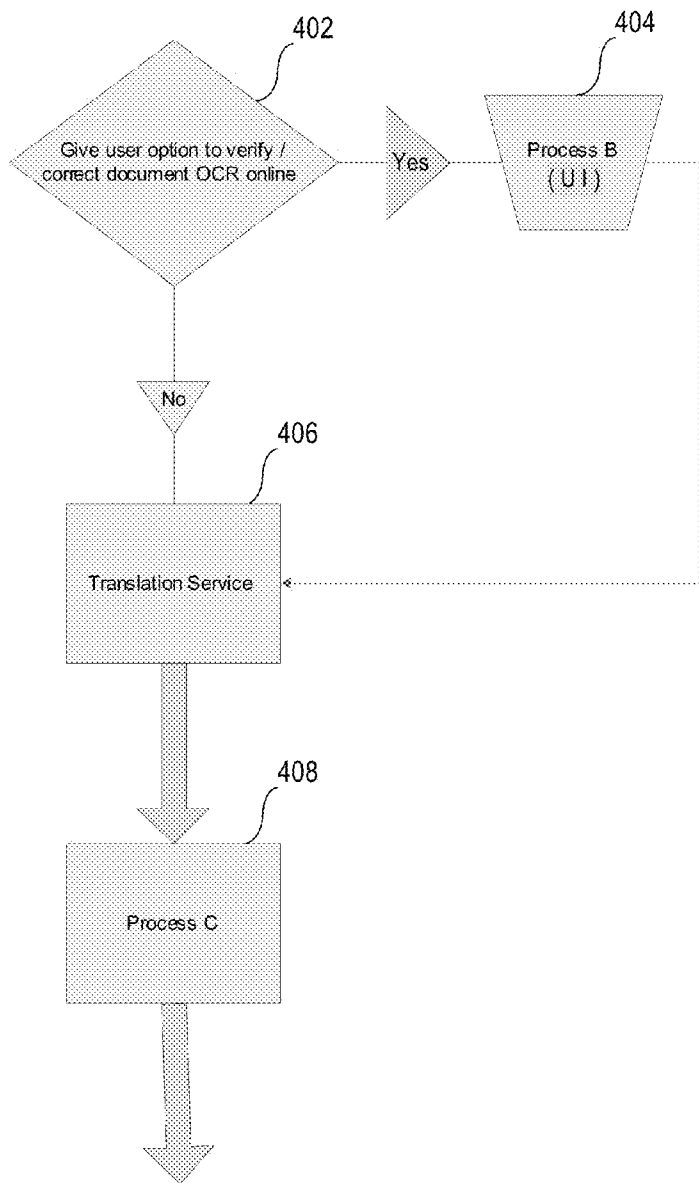 402
404
Give user option to verify /
correct document OCR online
Yes
Process B
( U I )
No
406
Translation Service
408
Process C